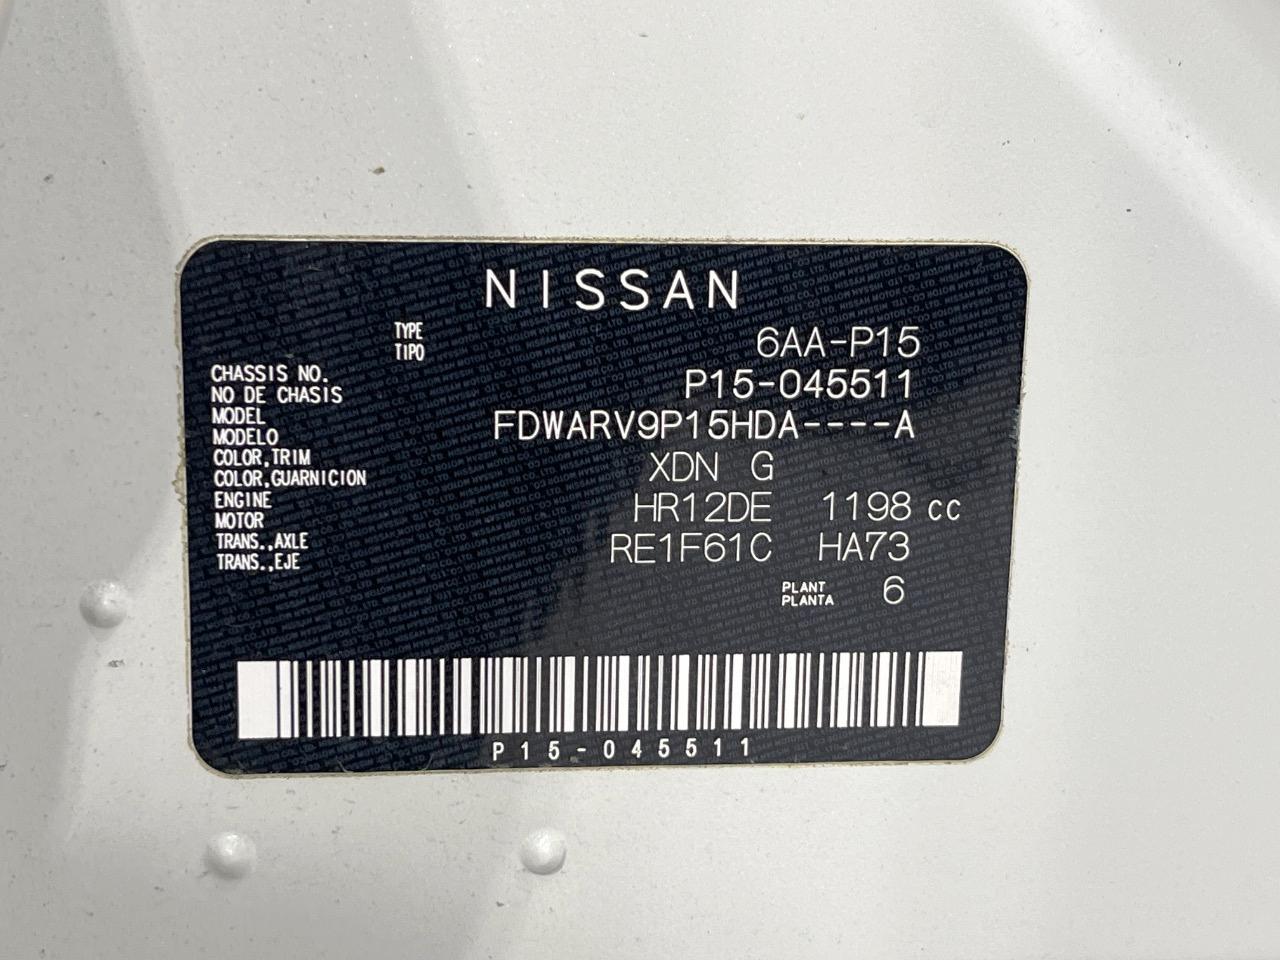 NISSAN
TYPE
TIPO 6AA-P15
CHASSIS NO.
NO DE CHASIS P15-045511
MODEL
MODELO FDWARV9P15HDA----A
COLOR,TRIM
COLOR,GUARNICION XDN G
ENGINE
MOTOR HR12DE 1198 cc
TRANS.,AXLE
TRANS.,EJE RE1F61C HA73
PLANT
PLANTA 6
P15-045511